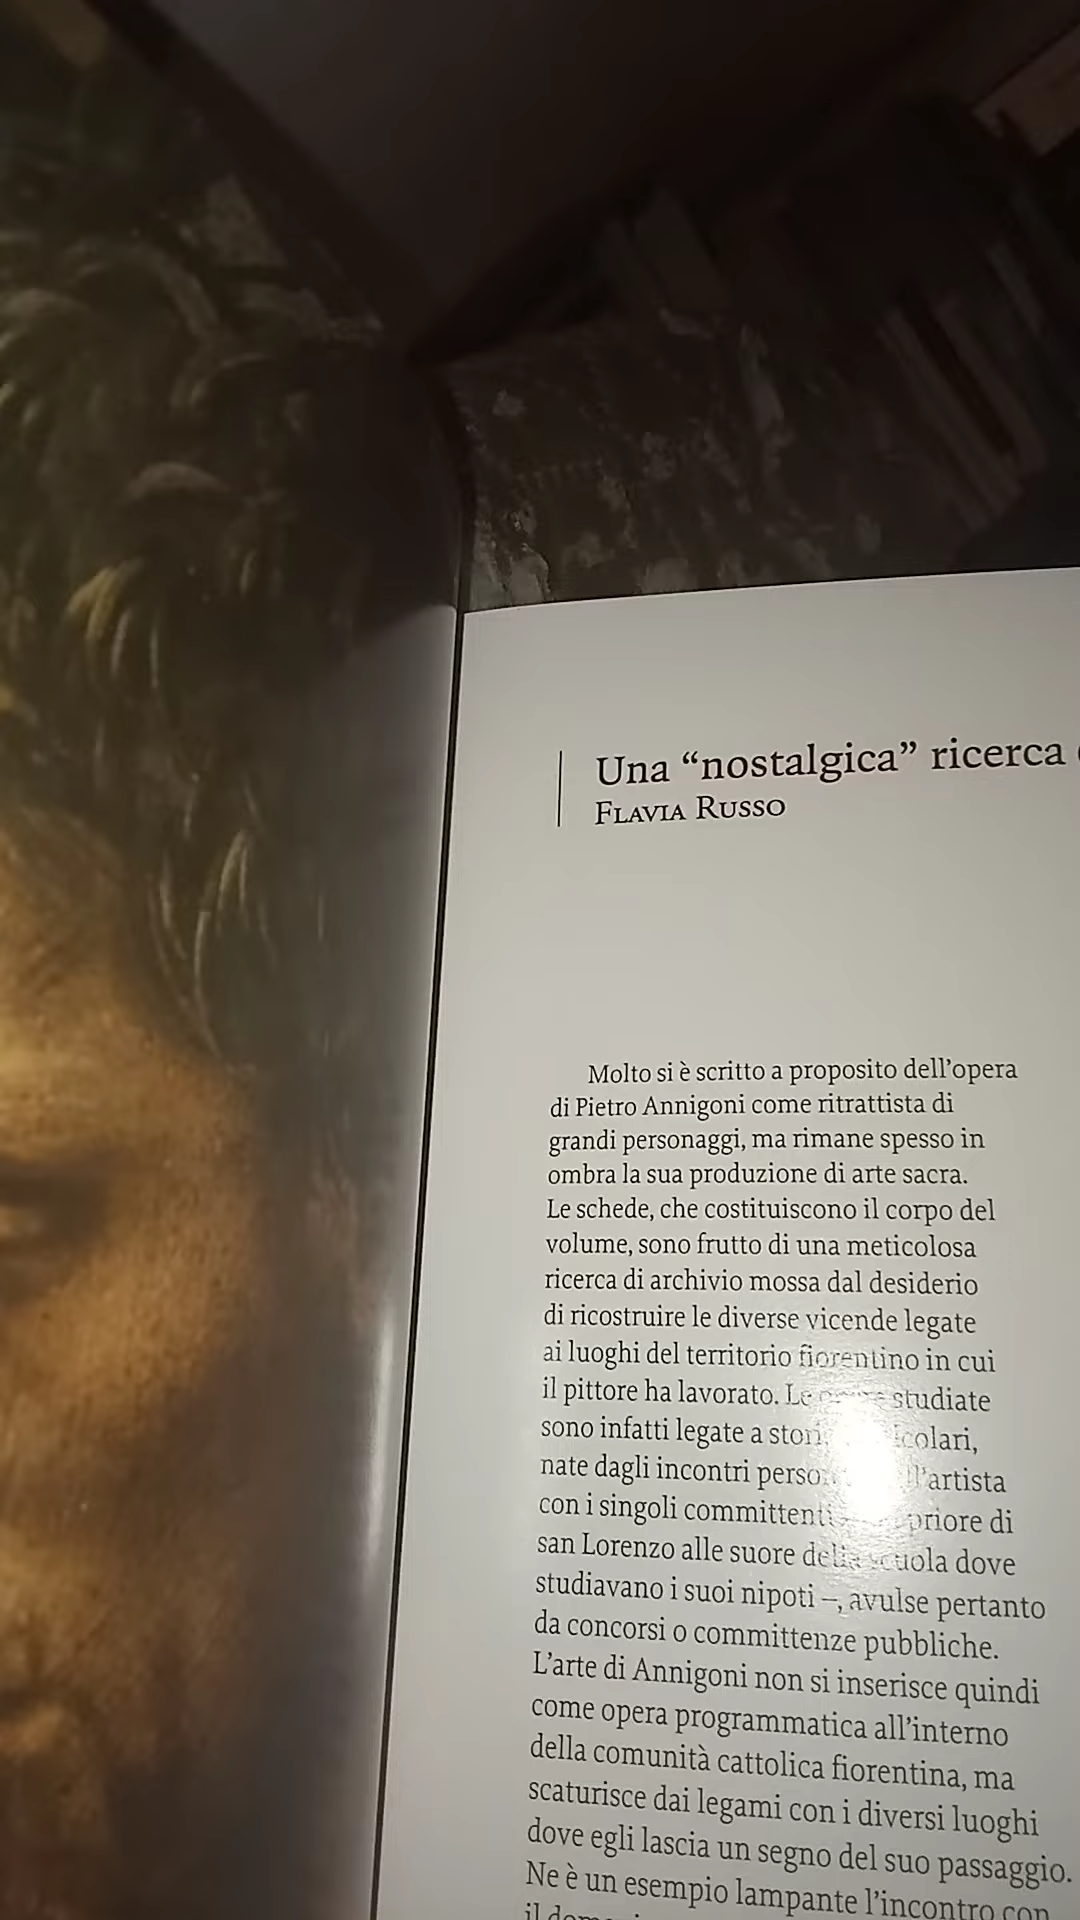 Una “nostalgica” ricerca
Flavia Russo
Molto si è scritto a proposito dell’opera
di Pietro Annigoni come ritrattista di
grandi personaggi, ma rimane spesso in
ombra la sua produzione di arte sacra.
Le schede, che costituiscono il corpo del
volume, sono frutto di una meticolosa
ricerca di archivio mossa dal desiderio
di ricostruire le diverse vicende legate
ai luoghi del territorio fiorentino in cui
il pittore ha lavorato. Le studiate
sono infatti legate a
nate dagli incontri
con i singoli committenti priore di
san Lorenzo alle suore della scuola dove
studiavano i suoi nipoti –, avulse pertanto
da concorsi o committenze pubbliche.
L’arte di Annigoni non si inserisce quindi
come opera programmatica all’interno
della comunità cattolica fiorentina, ma
scaturisce dai legami con i diversi luoghi
dove egli lascia un segno del suo passaggio.
Ne è un esempio lampante l’incontro con
il